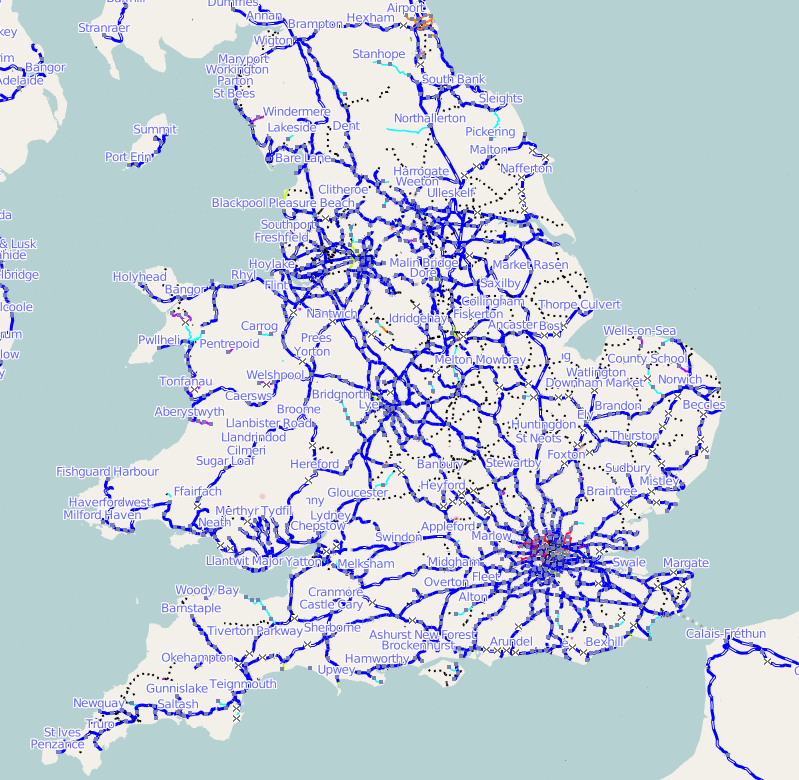 Dumfries
Airport
Annan
Hexham
Brampton
Stranraer
Wigton
Stanhope
Maryport
Bangor
Workington
Adelaide
Parton
South Bank
St Bees
Sleights
Windermere
Northallerton
Summit
Lakeside
Dent
Pickering
Malton
Port Erin
Bare Lane
Nafferton
Harrogate
Weeton
Clitheroe
Ulleskelf
Blackpool Pleasure Beach
Southport
Freshfield
& Lusk
Hoylake
Malin Bridge
Market Rasen
Dore
Holyhead
Rhyl
Saxilby
Bangor
Flint
Collingham
Thorpe Culvert
Nantwich
Fiskerton
Idridgehay
Carrog
Ancaster
Wells-on-Sea
Pwllheli
Pentrepoid
Prees
Yorton
Melton Mowbray
County School
Watlington
Welshpool
Norwich
Tonfanau
Downham Market
Caersws
Bridgnorth
Brandon
Beccles
Aberystwyth
Broome
Lye
Llanbister Road
Huntingdon
Llandrindod
St Neots
Thurston
Cilmeri
Foxton
Sugar Loaf
Hereford
Banbury
Stewartby
Sudbury
Fishguard Harbour
Mistley
Heyford
Braintree
Ffairfach
Gloucester
Haverfordwest
Merthyr Tydfil
Lydney
Milford Haven
Neath
Chepstow
Appleford
Swindon
Marlow
Llantwit Major
Yatton
Melksham
Midgham
Swale
Margate
Fleet
Woody Bay
Cranmore
Overton
Barnstaple
Castle Cary
Alton
Tiverton Parkway
Sherborne
Ashurst New Forest
Calais-Fréthun
Brockenhurst
Arundel
Bexhill
Okehampton
Hamworthy
Upwey
Gunnislake
Teignmouth
Newquay
Saltash
Truro
St Ives
Penzance